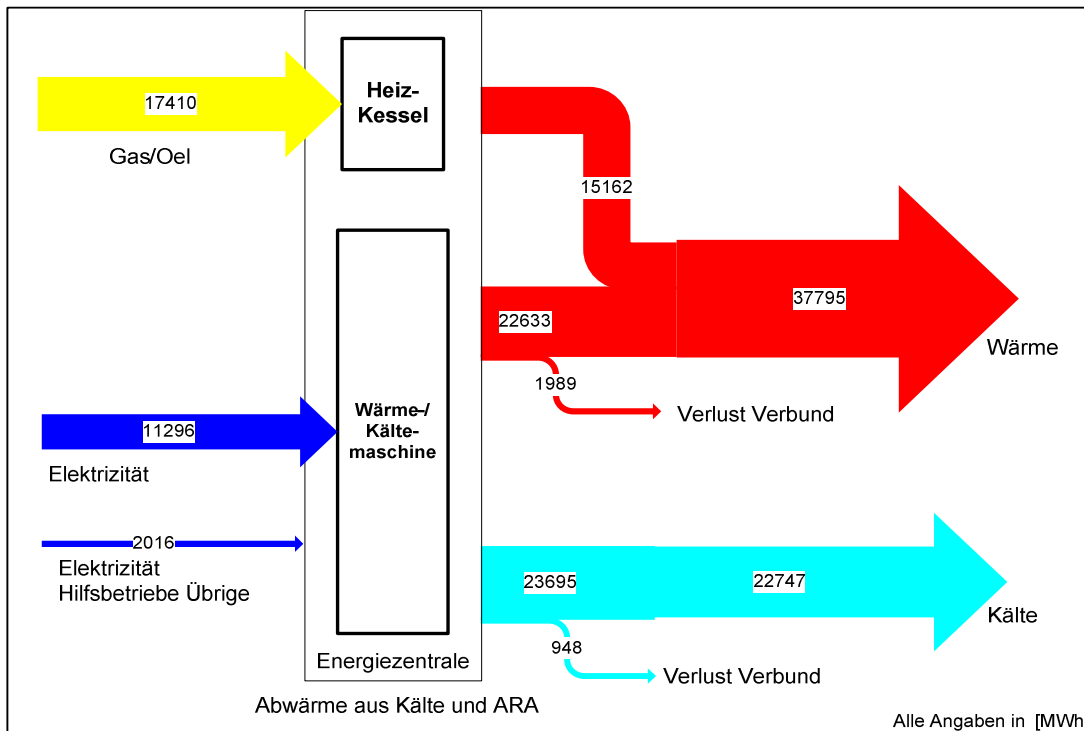 17410
Gas/Oel
Heiz-
Kessel
15162
22633
37795
Wärme
1989
Verlust Verbund
11296
Elektrizität
Wärme-/
Kälte-
maschine
2016
Elektrizität
Hilfsbetriebe Übrige
23695
22747
Kälte
948
Verlust Verbund
Energiezentrale
Abwärme aus Kälte und ARA
Alle Angaben in [MWh